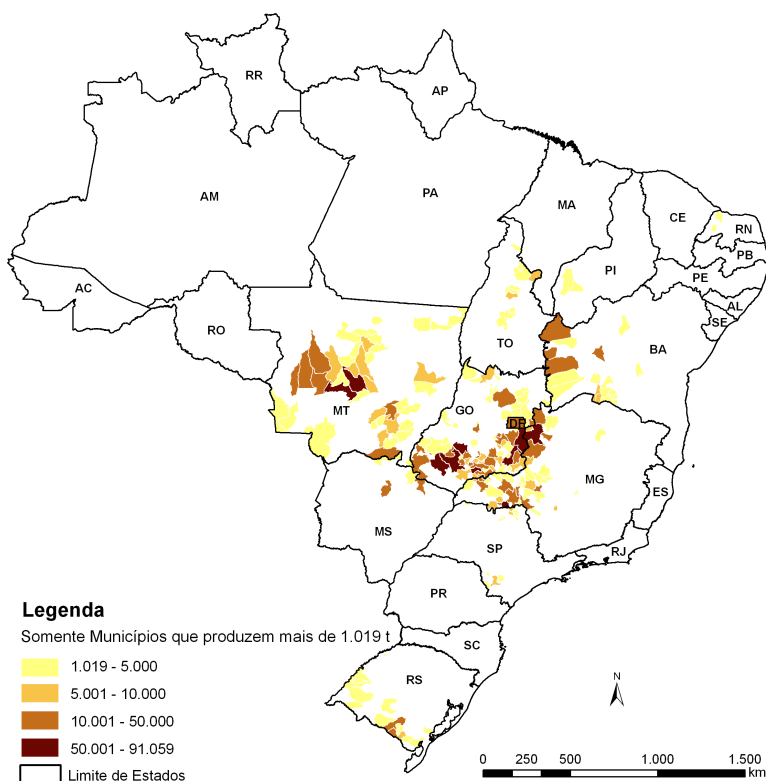 RR
AP
AM
PA
MA
CE
RN
PB
PE
AL
SE
PI
AC
RO
TO
BA
MT
GO
DF
MG
ES
MS
SP
RJ
PR
SC
RS
N
Legenda
Somente Municípios que produzem mais de 1.019 t
1.019 - 5.000
5.001 - 10.000
10.001 - 50.000
50.001 - 91.059
Limite de Estados
0 250 500 1.000 1.500
km